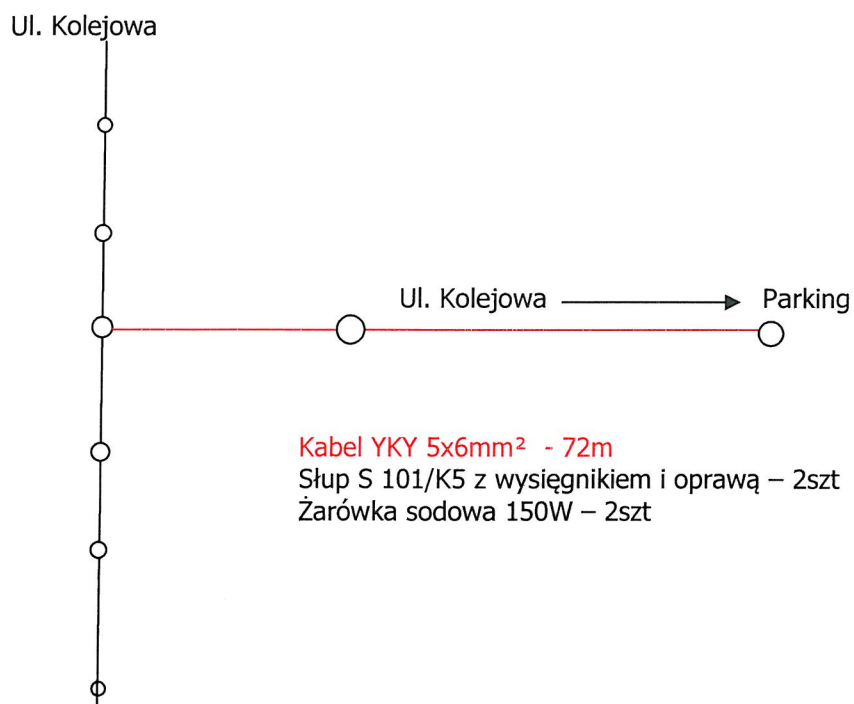 Ul. Kolejowa
Ul. Kolejowa
Parking
Kabel YKY 5x6mm² - 72m
Słup S 101/K5 z wysięgnikiem i oprawą – 2szt
Żarówka sodowa 150W – 2szt